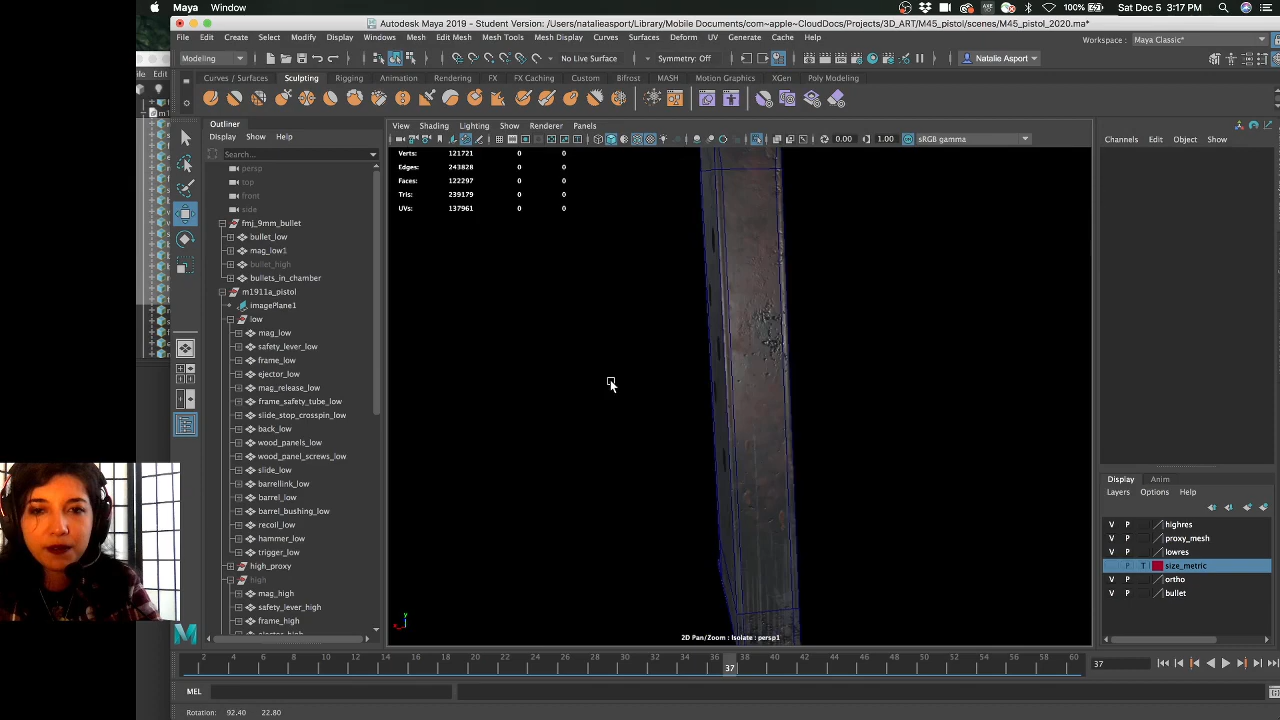 Maya Window 100% Sat Dec 5 3:17 PM
Autodesk Maya 2019 - Student Version: /Users/natalieasport/Library/Mobile Documents/com~apple~CloudDocs/Projects/3D_ART/M45_pistol/scenes/M45_pistol_2020.ma*
File Edit Create Select Modify Display Windows Mesh Edit Mesh Mesh Tools Mesh Display Curves Surfaces Deform UV Generate Cache Help Workspace : Maya Classic*
Modeling No Live Surface Symmetry: Off Natalie Asport
Curves / Surfaces Sculpting Rigging Animation Rendering FX FX Caching Custom Bifrost MASH Motion Graphics XGen Poly Modeling
Outliner
Display Show Help
Search...
persp
top
front
side
fmj_9mm_bullet
bullet_low
mag_low1
bullet_high
bullets_in_chamber
m1911a_pistol
imagePlane1
low
mag_low
safety_lever_low
frame_low
ejector_low
mag_release_low
frame_safety_tube_low
slide_stop_crosspin_low
back_low
wood_panels_low
wood_panel_screws_low
slide_low
barrellink_low
barrel_low
barrel_bushing_low
recoil_low
hammer_low
trigger_low
high_proxy
high
mag_high
safety_lever_high
frame_high
View Shading Lighting Show Renderer Panels
0.00 1.00 sRGB gamma
Verts: 121721 0 0
Edges: 243828 0 0
Faces: 122297 0 0
Tris: 239179 0 0
UVs: 137961 0 0
y
2D Pan/Zoom : Isolate : persp1
Channels Edit Object Show
Display Anim
Layers Options Help
V P highres
V P proxy_mesh
V P lowres
P T size_metric
V P ortho
V P bullet
2 4 6 8 10 12 14 16 18 20 22 24 26 28 30 32 34 36 37 38 40 42 44 46 48 50 52 54 56 58 60 37
MEL
Rotation: 92.40 22.80